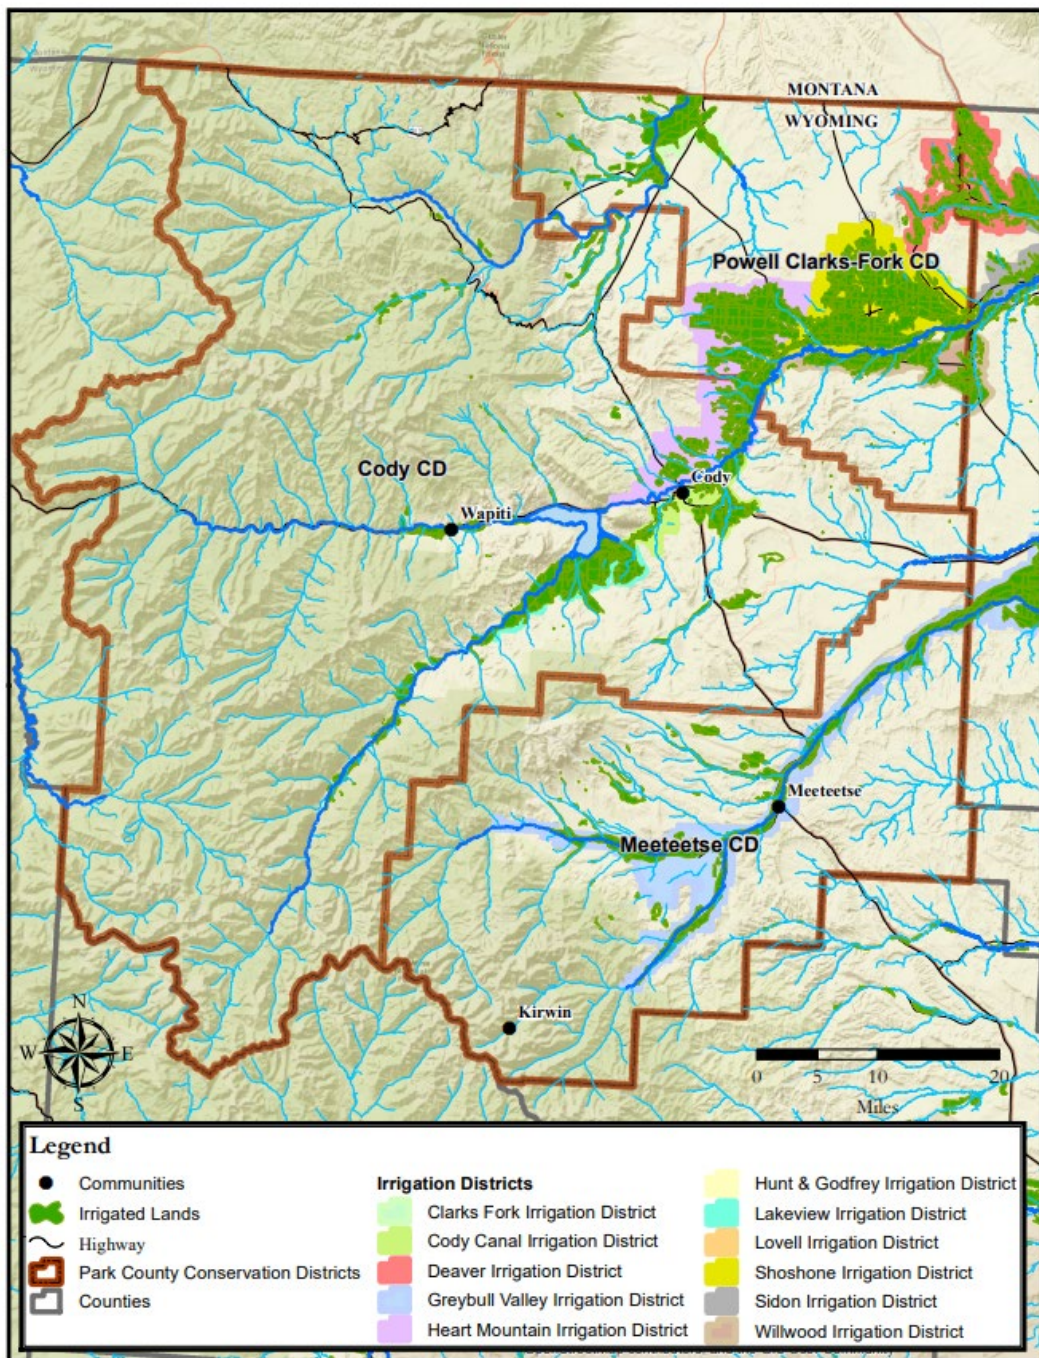 MONTANA
WYOMING
Powell Clarks-Fork CD
Cody CD
Cody
Wapiti
Meeteetse
Meeteetse CD
Kirwin
N
W E
S
0 5 10 20
Miles
Legend
Communities
Irrigated Lands
Highway
Park County Conservation Districts
Counties
Irrigation Districts
Clarks Fork Irrigation District
Cody Canal Irrigation District
Deaver Irrigation District
Greybull Valley Irrigation District
Heart Mountain Irrigation District
Hunt & Godfrey Irrigation District
Lakeview Irrigation District
Lovell Irrigation District
Shoshone Irrigation District
Sidon Irrigation District
Willwood Irrigation District